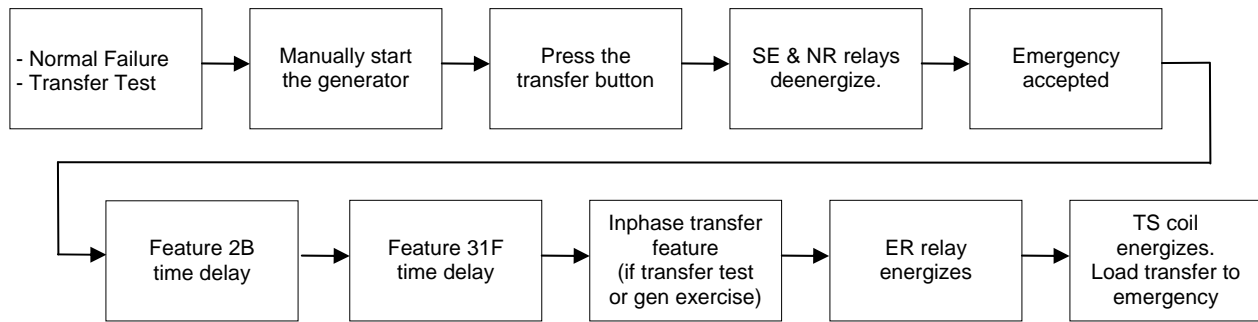 - Normal Failure
- Transfer Test
Manually start
the generator
Press the
transfer button
SE & NR relays
deenergize.
Emergency
accepted
Feature 2B
time delay
Feature 31F
time delay
Inphase transfer
feature
(if transfer test
or gen exercise)
ER relay
energizes
TS coil
energizes.
Load transfer to
emergency